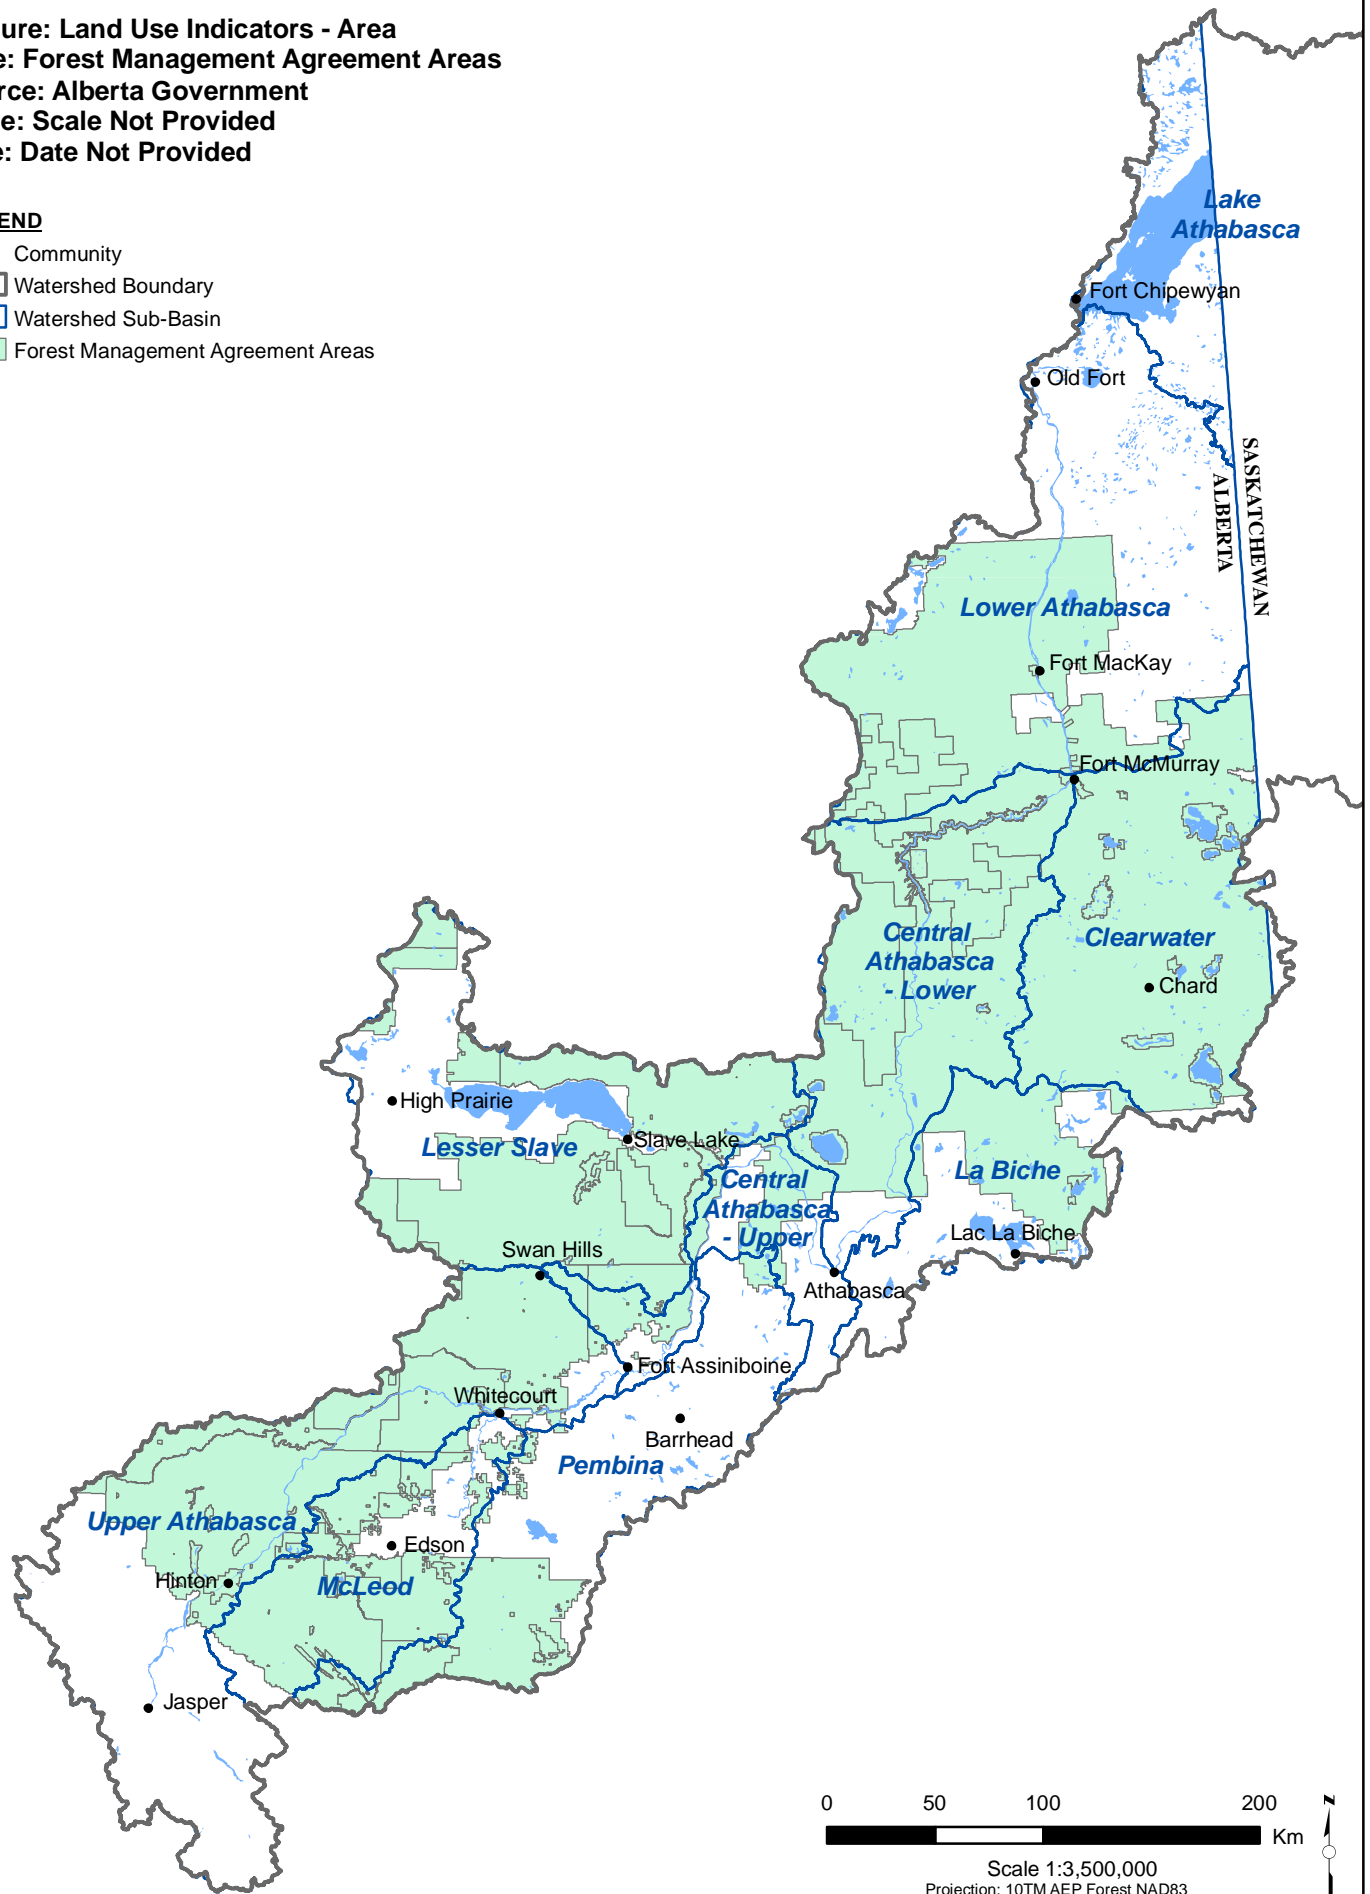 ure: Land Use Indicators - Area
e: Forest Management Agreement Areas
rce: Alberta Government
e: Scale Not Provided
e: Date Not Provided
END
Community
Watershed Boundary
Watershed Sub-Basin
Forest Management Agreement Areas
Lake
Athabasca
Fort Chipewyan
Old Fort
SASKATCHEWAN
ALBERTA
Lower Athabasca
Fort MacKay
Fort McMurray
Central
Athabasca
- Lower
Clearwater
Chard
High Prairie
Lesser Slave
Slave Lake
Central
Athabasca
- Upper
La Biche
Lac La Biche
Swan Hills
Athabasca
Fort Assiniboine
Whitecourt
Barrhead
Pembina
Upper Athabasca
Edson
Hinton
McLeod
Jasper
0 50 100 200
Km
Scale 1:3,500,000
Projection: 10TM AEP Forest NAD83
N